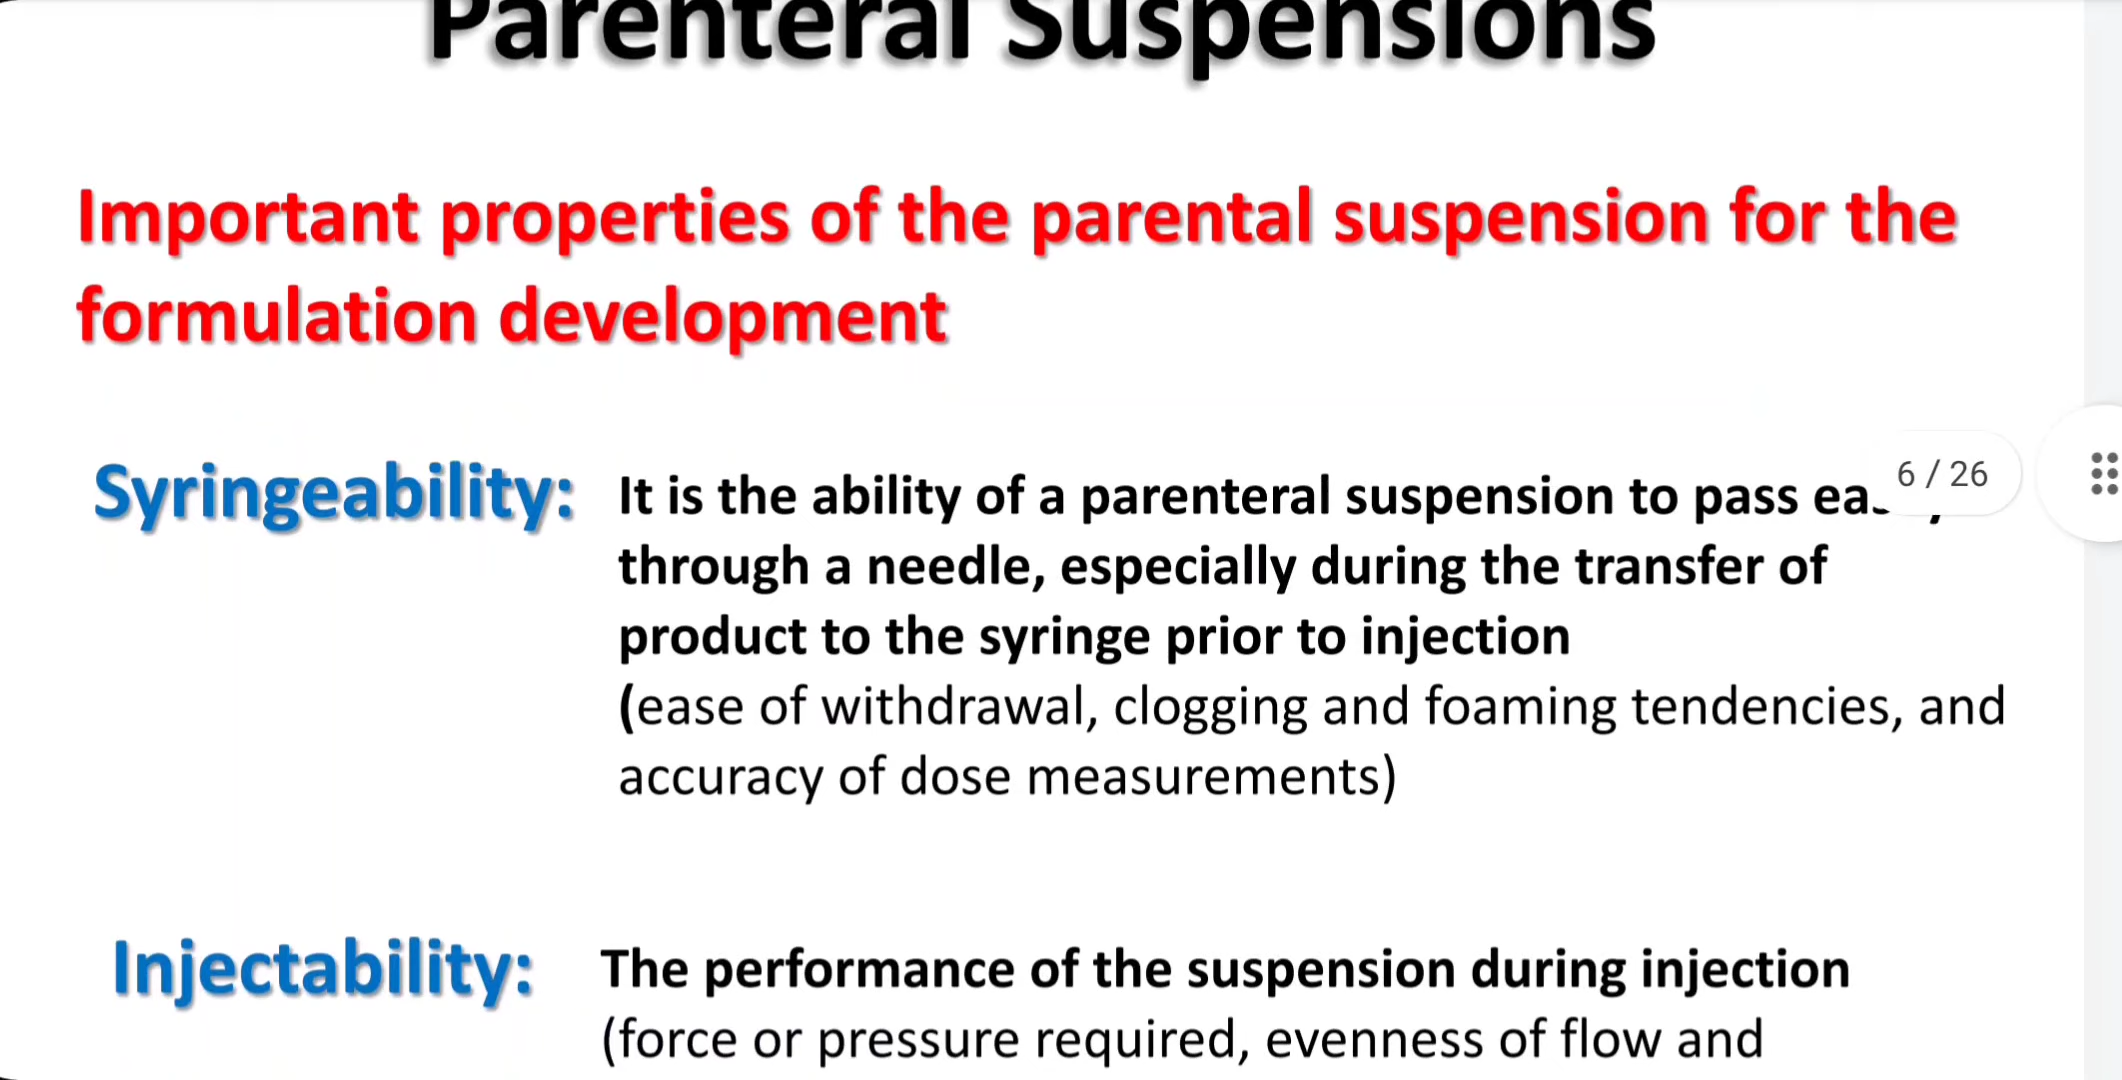 Parenteral Suspensions
Important properties of the parental suspension for the
formulation development
Syringeability: It is the ability of a parenteral suspension to pass
6 / 26
through a needle, especially during the transfer of
product to the syringe prior to injection
(ease of withdrawal, clogging and foaming tendencies, and
accuracy of dose measurements)
Injectability: The performance of the suspension during injection
(force or pressure required, evenness of flow and